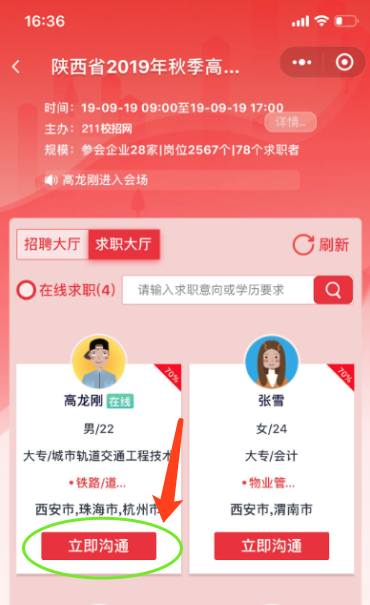 16:36
陕西省2019年秋季高...
时间：19-09-19 09:00至19-09-19 17:00
主办：211校招网
详情..
规模：参会企业28家|岗位2567个|78个求职者
高龙刚进入会场
招聘大厅 求职大厅 刷新
在线求职(4) 请输入求职意向或学历要求
70% 70%
高龙刚 在线 张雪
男/22 女/24
大专/城市轨道交通工程技术 大专/会计
•铁路/道... •物业管...
西安市,珠海市,杭州市 西安市,渭南市
立即沟通 立即沟通